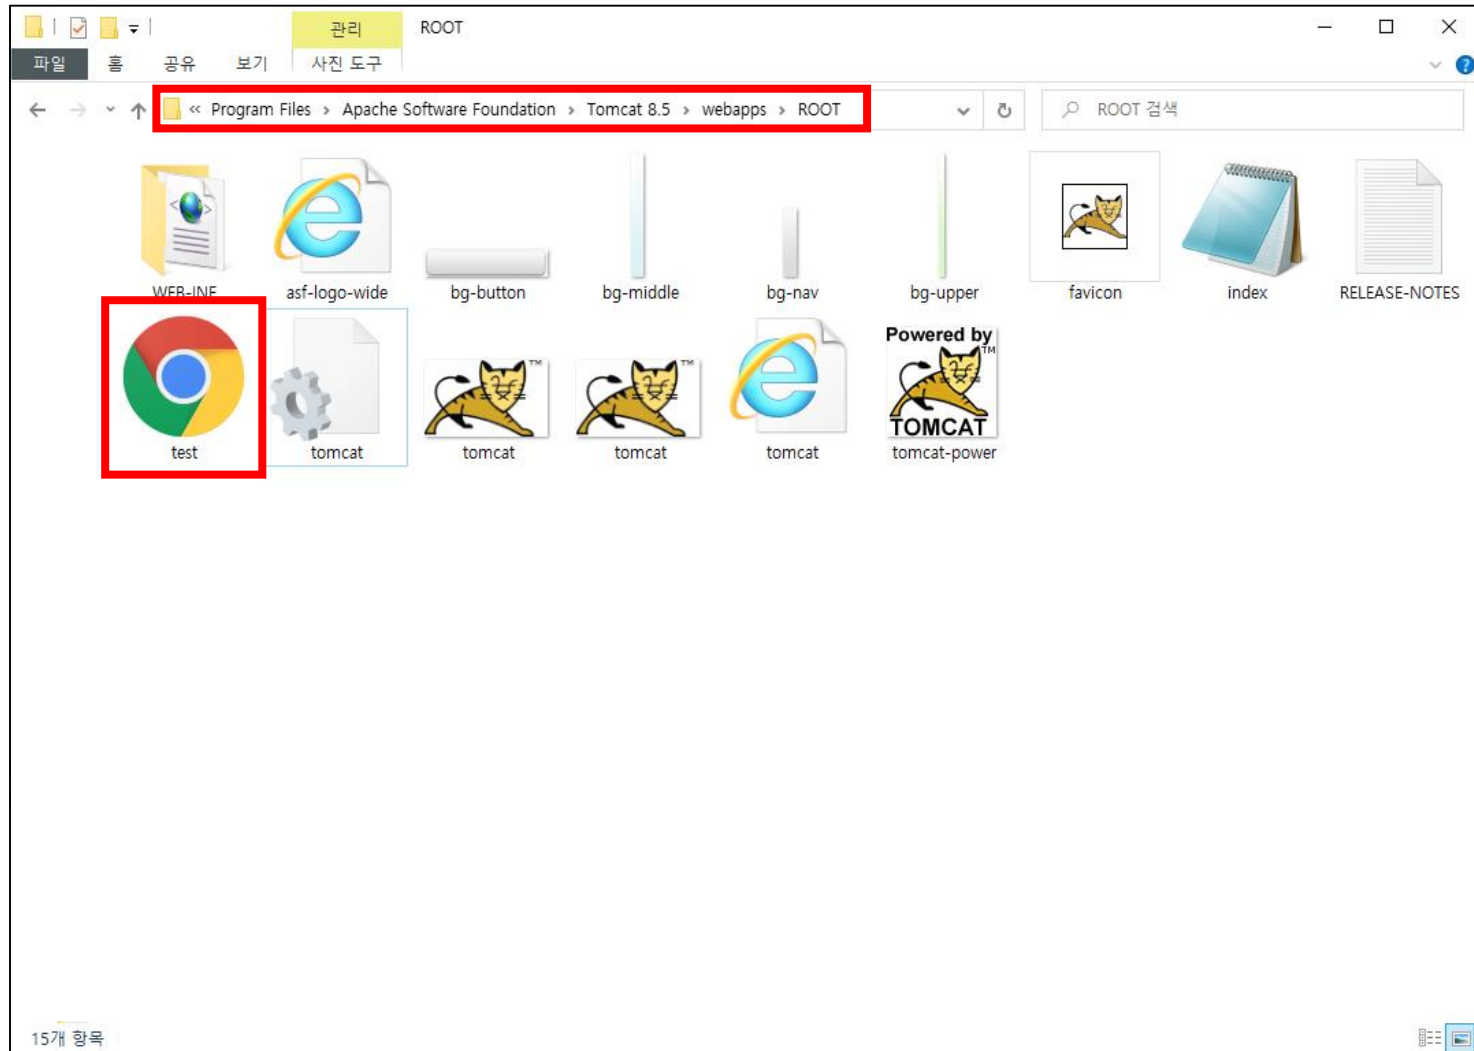 관리
ROOT
파일
홈
공유
보기
사진 도구
« Program Files > Apache Software Foundation > Tomcat 8.5 > webapps > ROOT
ROOT 검색
WEB-INF
asf-logo-wide
bg-button
bg-middle
bg-nav
bg-upper
favicon
index
RELEASE-NOTES
Powered by
TM
TOMCAT
test
tomcat
TM
tomcat
TM
tomcat
tomcat
tomcat-power
15개 항목